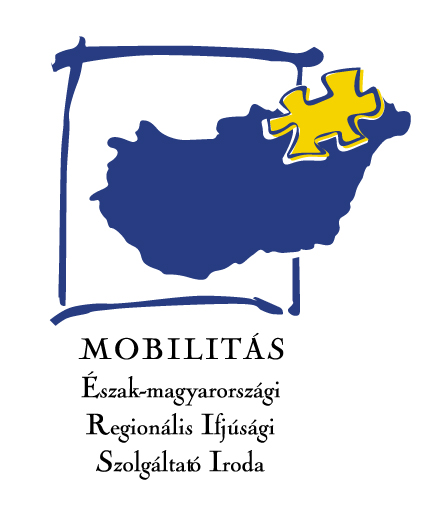 MOBILITÁS
Észak-magyarországi
Regionális Ifjúsági
Szolgáltató Iroda